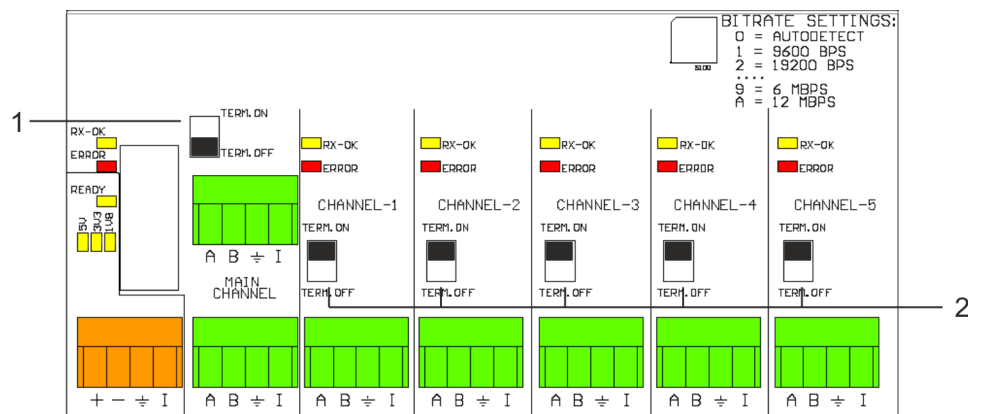 BITRATE SETTINGS:
0 = AUTODETECT
1 = 9600 BPS
2 = 19200 BPS
....
9 = 6 MBPS
A = 12 MBPS
1
TERM. ON
TERM. OFF
RX-OK
ERROR
READY
5V
3V3
1V8
A B I
MAIN
CHANNEL
RX-OK
ERROR
CHANNEL-1
TERM. ON
TERM. OFF
RX-OK
ERROR
CHANNEL-2
TERM. ON
TERM. OFF
RX-OK
ERROR
CHANNEL-3
TERM. ON
TERM. OFF
RX-OK
ERROR
CHANNEL-4
TERM. ON
TERM. OFF
RX-OK
ERROR
CHANNEL-5
TERM. ON
TERM. OFF
2
+ - I
A B I
A B I
A B I
A B I
A B I
A B I